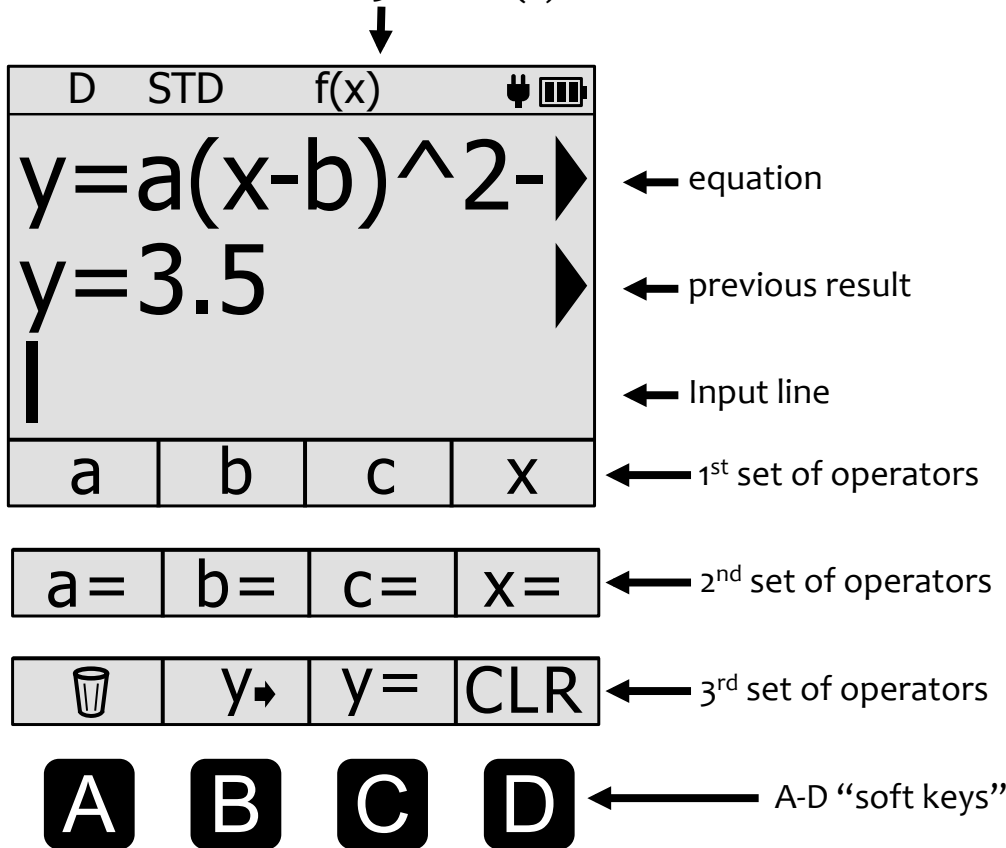 D STD f(x)
y=a(x-b)^2-
equation
y=3.5
previous result
Input line
a b c x
1st set of operators
a= b= c= x=
2nd set of operators
y y= CLR
3rd set of operators
A B C D
A-D “soft keys”